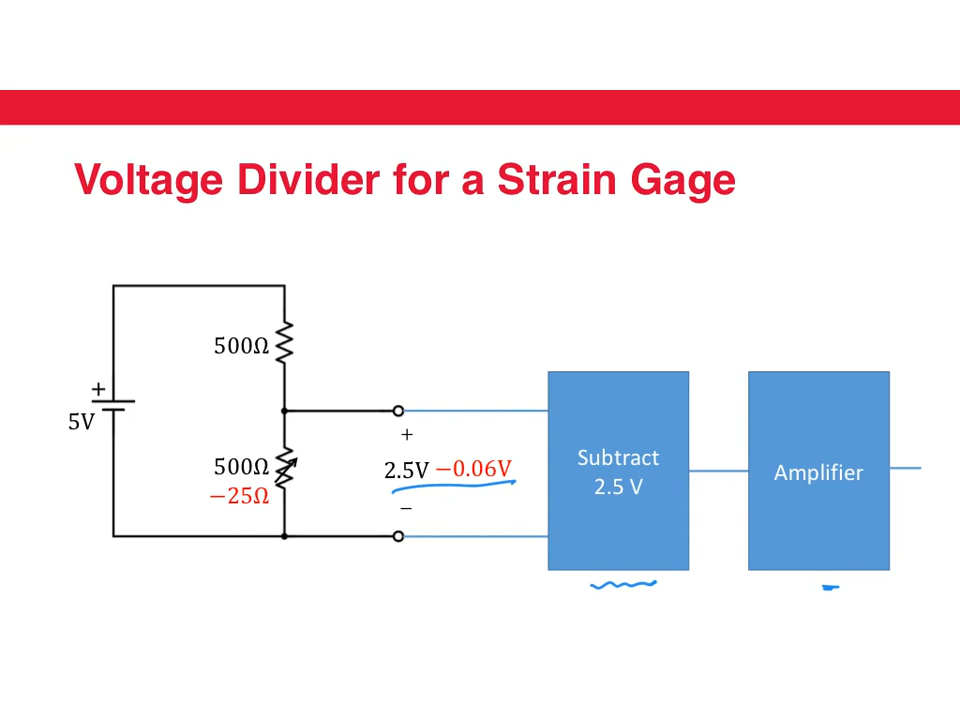 Voltage Divider for a Strain Gage
500Ω
+
5V
+
500Ω
−25Ω
2.5V −0.06V
−
Subtract
2.5 V
Amplifier